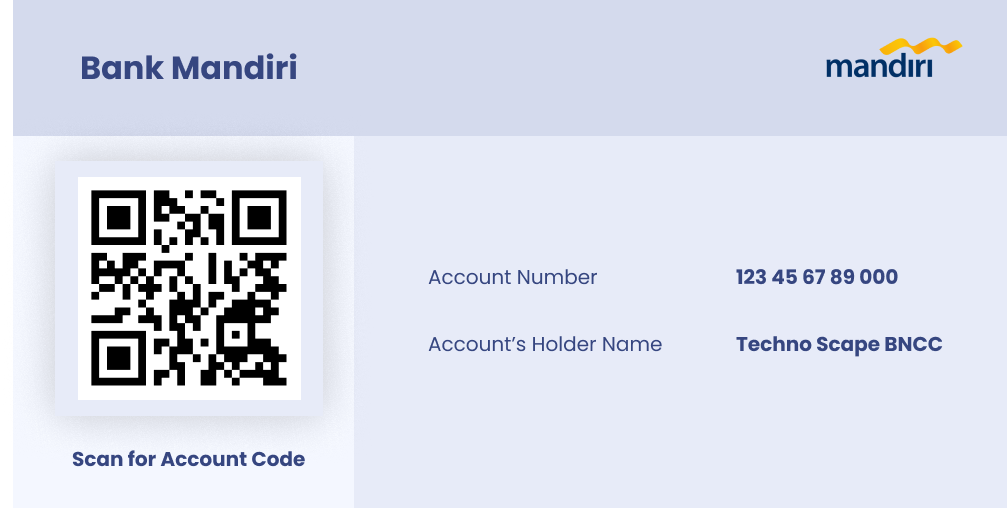 Bank Mandiri
mandiri
Account Number 123 45 67 89 000
Account's Holder Name Techno Scape BNCC
Scan for Account Code